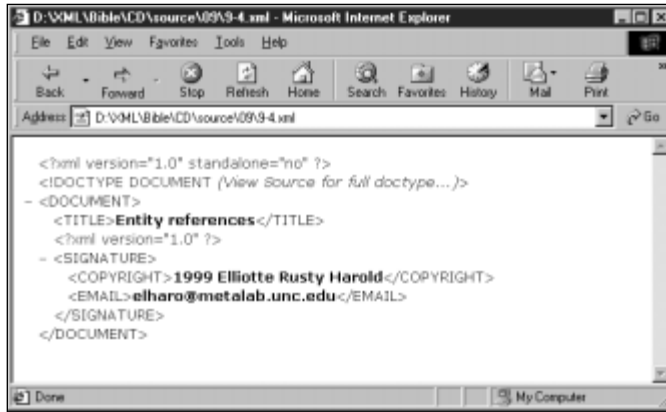 D:\XML\Bible\CD\source\09\9-4.xml - Microsoft Internet Explorer
File Edit View Favorites Tools Help
Back Forward Stop Refresh Home Search Favorites History Mail Print
Address D:\XML\Bible\CD\source\09\9-4.xml Go
<?xml version="1.0" standalone="no" ?>
<!DOCTYPE DOCUMENT (View Source for full doctype...)>
- <DOCUMENT>
<TITLE>Entity references</TITLE>
<?xml version="1.0" ?>
- <SIGNATURE>
<COPYRIGHT>1999 Elliotte Rusty Harold</COPYRIGHT>
<EMAIL>elharo@metalab.unc.edu</EMAIL>
</SIGNATURE>
</DOCUMENT>
Done My Computer